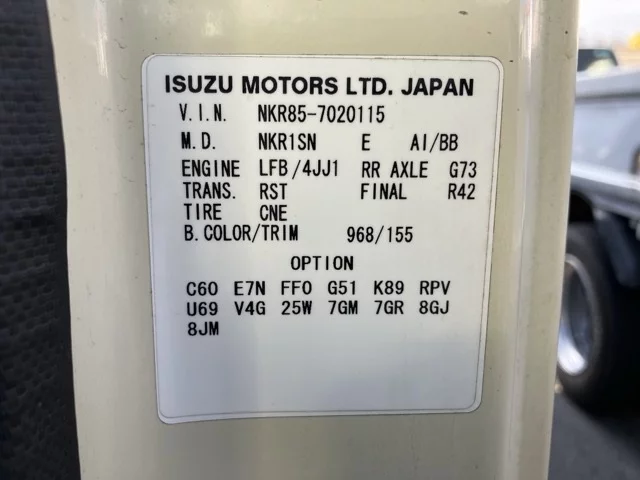 ISUZU MOTORS LTD. JAPAN
V.I.N. NKR85-7020115
M.D. NKR1SN E AI/BB
ENGINE LFB/4JJ1 RR AXLE G73
TRANS. RST FINAL R42
TIRE CNE
B.COLOR/TRIM 968/155
OPTION
C60 E7N FF0 G51 K89 RPV
U69 V4G 25W 7GM 7GR 8GJ
8JM